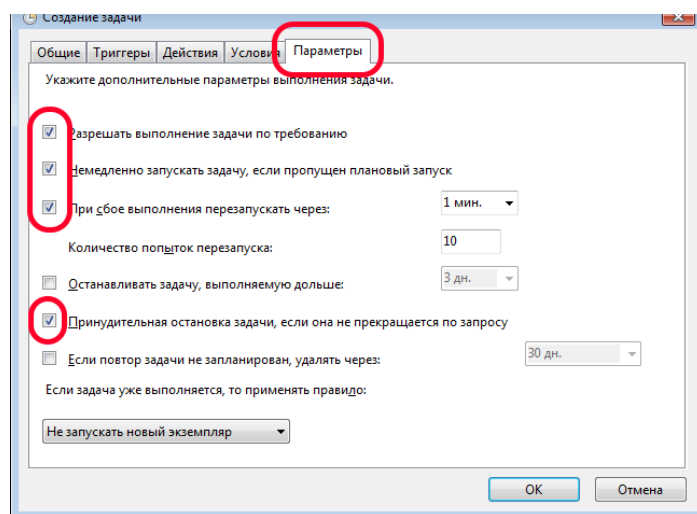 Создание задачи
Общие Триггеры Действия Условия Параметры
Укажите дополнительные параметры выполнения задачи.
Разрешать выполнение задачи по требованию
Немедленно запускать задачу, если пропущен плановый запуск
При сбое выполнения перезапускать через: 1 мин.
Количество попыток перезапуска: 10
Останавливать задачу, выполняемую дольше: 3 дн.
Принудительная остановка задачи, если она не прекращается по запросу
Если повтор задачи не запланирован, удалять через: 30 дн.
Если задача уже выполняется, то применять правило:
Не запускать новый экземпляр
ОК Отмена